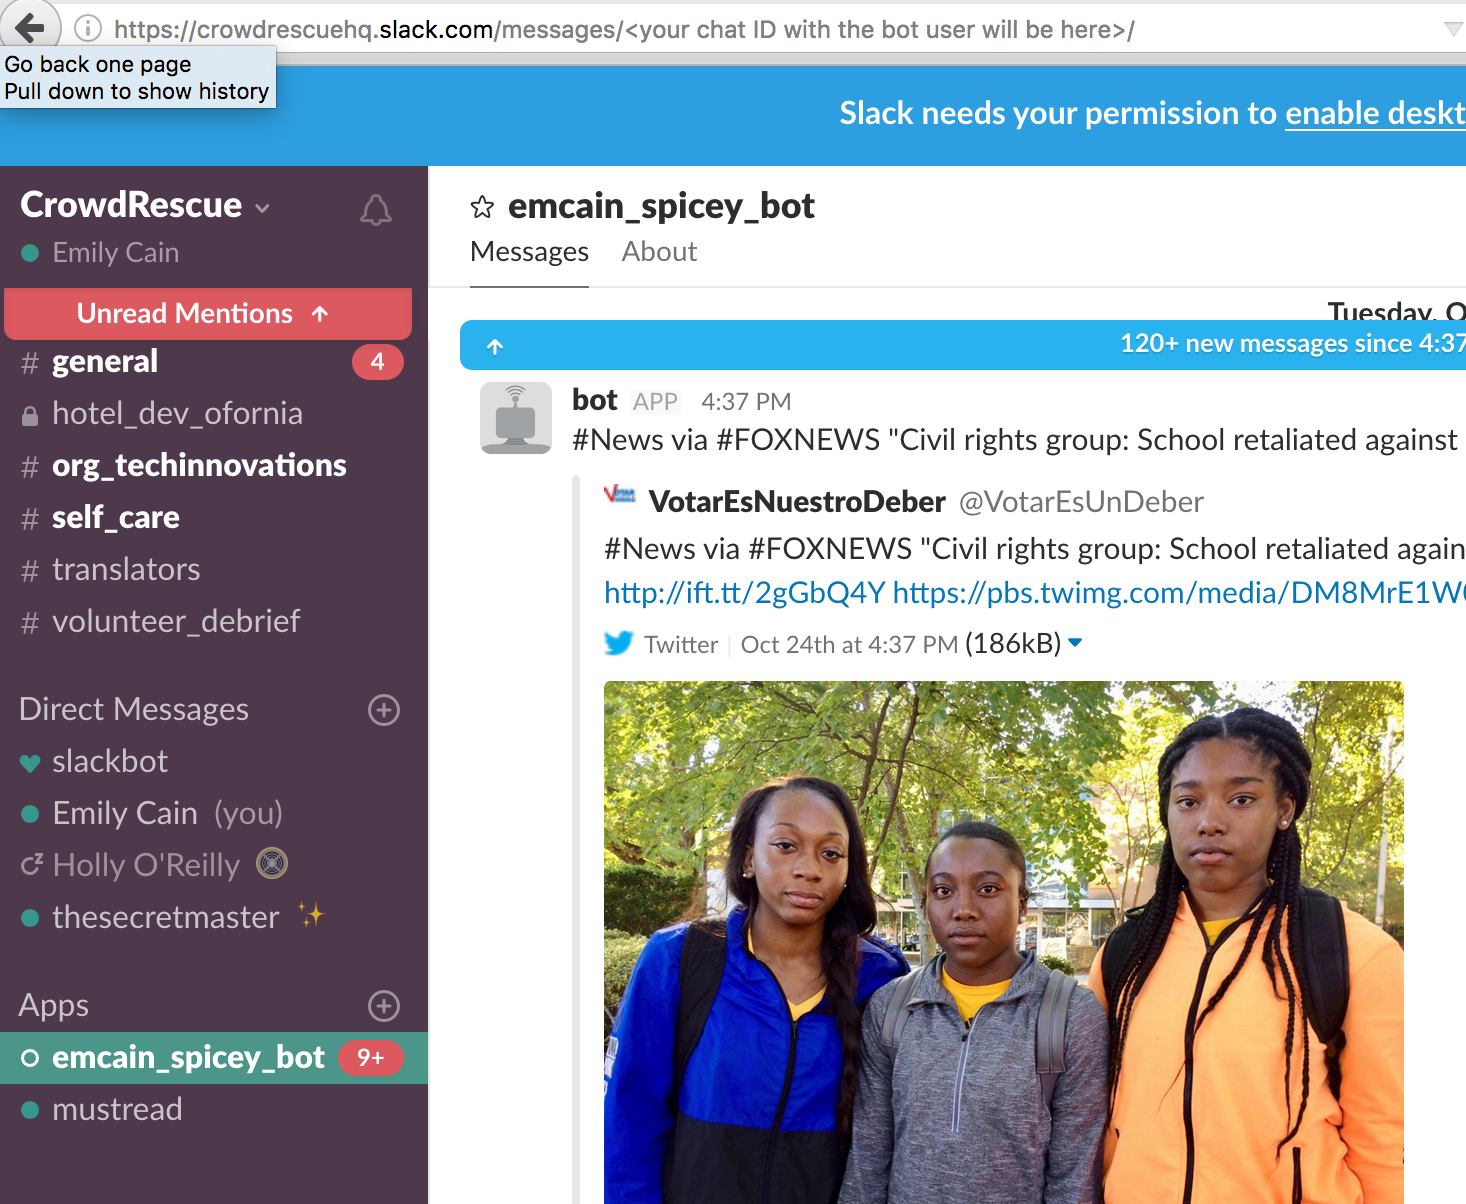 https://crowdrescuehq.slack.com/messages/<your chat ID with the bot user will be here>/
Go back one page
Pull down to show history
Slack needs your permission to enable deskt
CrowdRescue
Emily Cain
Unread Mentions ↑
# general 4
hotel_dev_ofornia
# org_techinnovations
# self_care
# translators
# volunteer_debrief
Direct Messages
slackbot
Emily Cain (you)
Holly O'Reilly
thesecretmaster
Apps
emcain_spicey_bot 9+
mustread
emcain_spicey_bot
Messages About
Tuesday, O
↑ 120+ new messages since 4:37
bot APP 4:37 PM
#News via #FOXNEWS "Civil rights group: School retaliated against
VotarEsNuestroDeber @VotarEsUnDeber
#News via #FOXNEWS "Civil rights group: School retaliated again
http://ift.tt/2gGbQ4Y https://pbs.twimg.com/media/DM8MrE1W
Twitter | Oct 24th at 4:37 PM (186kB)